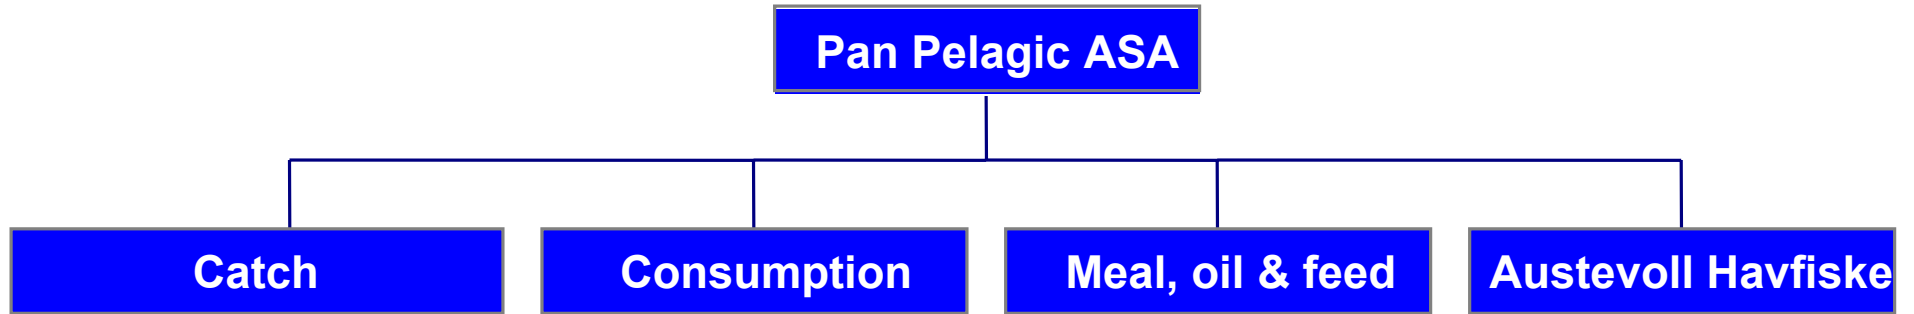 Pan Pelagic ASA
Catch
Consumption
Meal, oil & feed
Austevoll Havfiske